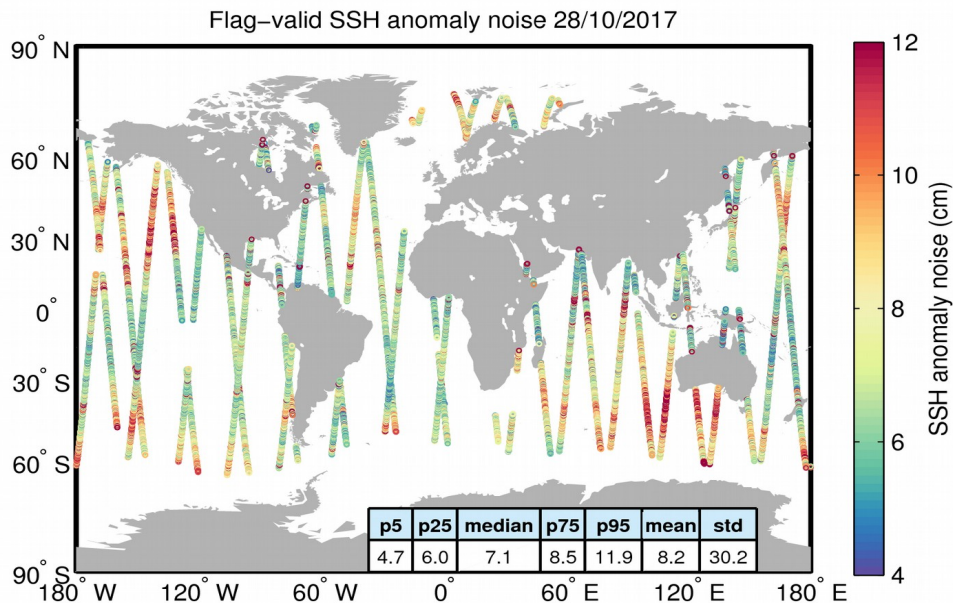 Flag–valid SSH anomaly noise 28/10/2017
90° N
60° N
30° N
0°
30° S
60° S
90° S
180° W
120° W
60° W
0°
60° E
120° E
180° E
p5 p25 median p75 p95 mean std
4.7 6.0 7.1 8.5 11.9 8.2 30.2
12
10
8
6
4
SSH anomaly noise (cm)